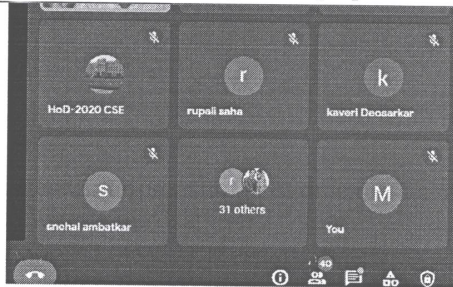 r
k
HoD-2020 CSE
rupali saha
kaveri Deosarkar
s
r
31 others
M
snehal ambatkar
You
40